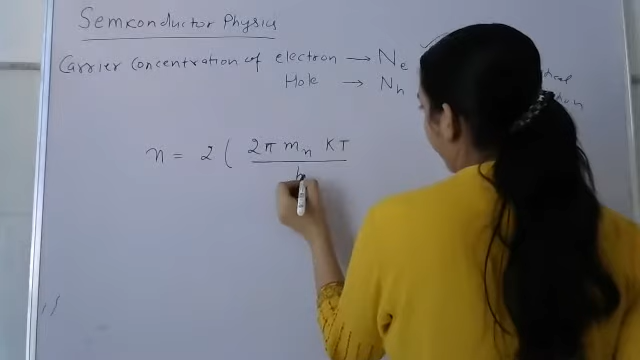 Semiconductor Physics
Carrier Concentration of electron → Ne
Hole → Nh
n = 2 ( 2π mn KT
h